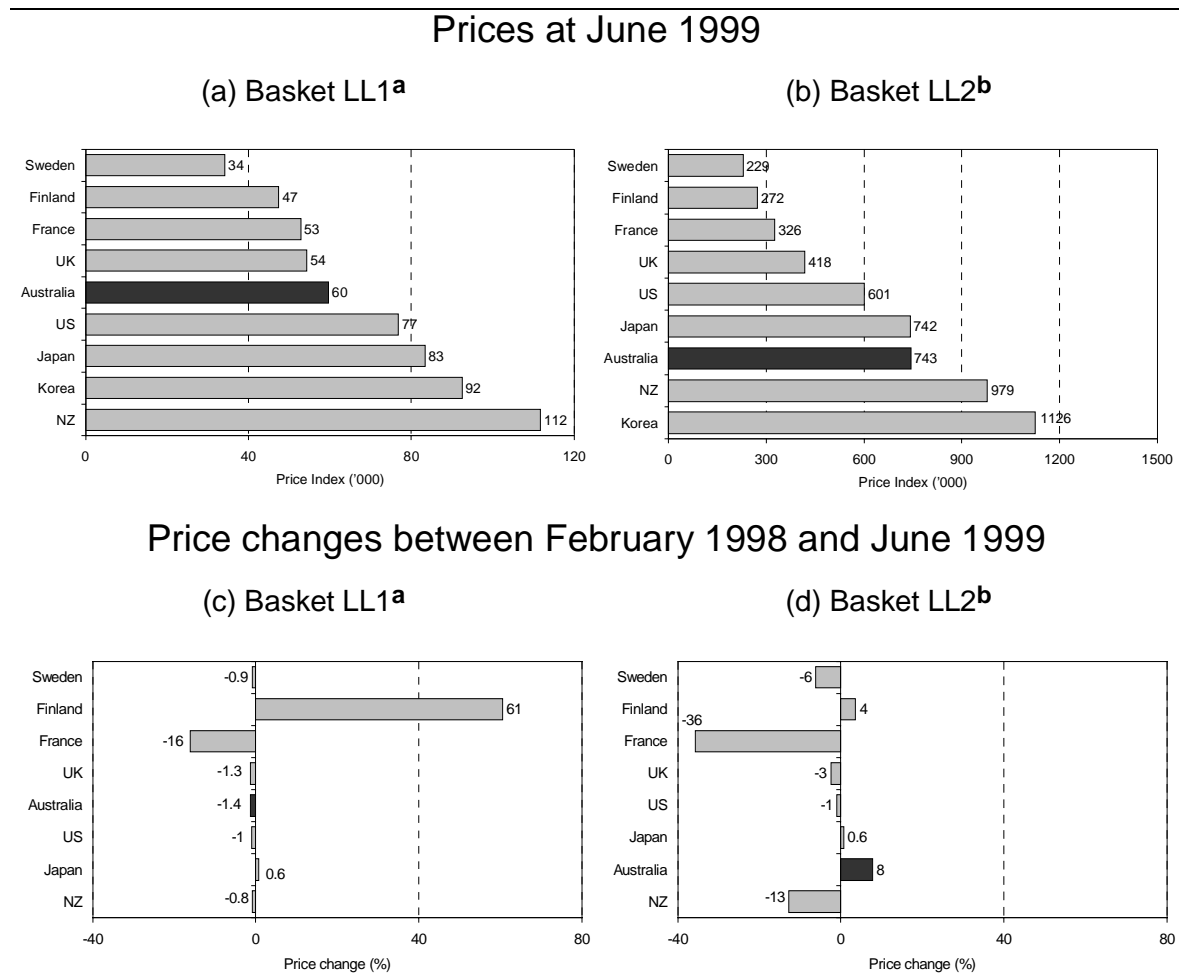 Prices at June 1999
(a) Basket LL1a
(b) Basket LL2b
Sweden 34
Finland 47
France 53
UK 54
Australia 60
US 77
Japan 83
Korea 92
NZ 112
0 40 80 120
Price Index ('000)
Sweden 229
Finland 272
France 326
UK 418
US 601
Japan 742
Australia 743
NZ 979
Korea 1126
0 300 600 900 1200 1500
Price Index ('000)
Price changes between February 1998 and June 1999
(c) Basket LL1a
(d) Basket LL2b
Sweden -0.9
Finland 61
France -16
UK -1.3
Australia -1.4
US -1
Japan 0.6
NZ -0.8
-40 0 40 80
Price change (%)
Sweden -6
Finland 4
France -36
UK -3
US -1
Japan 0.6
Australia 8
NZ -13
-40 0 40 80
Price change (%)